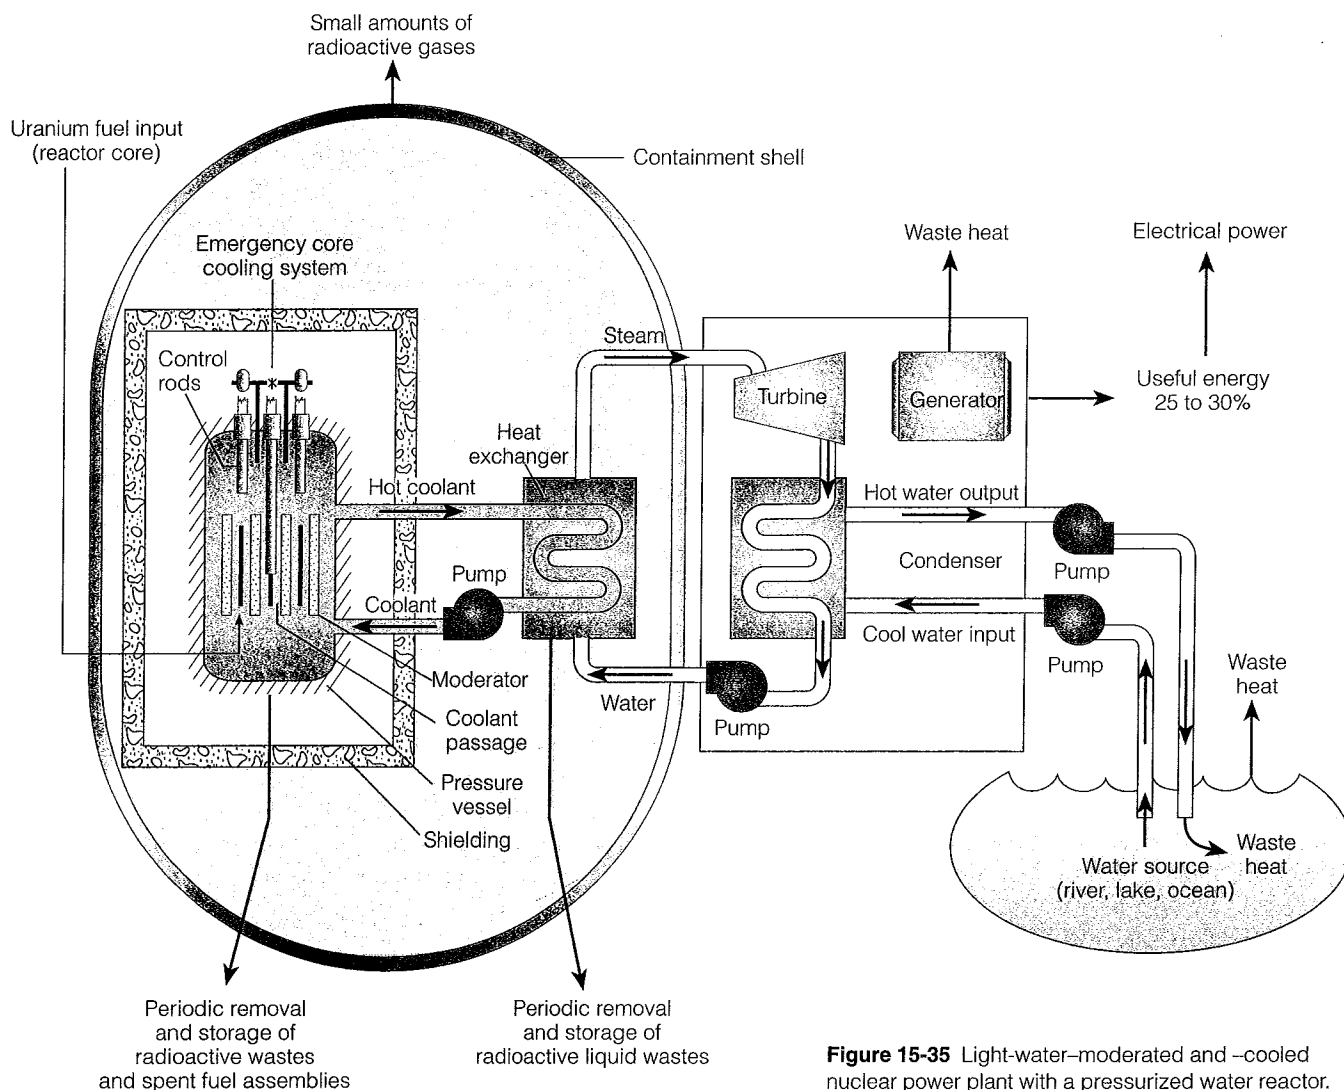 Small amounts of
radioactive gases
Uranium fuel input
(reactor core)
Containment shell
Emergency core
cooling system
Waste heat
Electrical power
Control
rods
Steam
Turbine
Generator
Useful energy
25 to 30%
Heat
exchanger
Hot coolant
Hot water output
Pump
Condenser
Pump
Coolant
Cool water input
Pump
Moderator
Water
Pump
Waste
heat
Coolant
passage
Pressure
vessel
Shielding
Water source
(river, lake, ocean)
Waste
heat
Periodic removal
and storage of
radioactive wastes
and spent fuel assemblies
Periodic removal
and storage of
radioactive liquid wastes
Figure 15-35 Light-water–moderated and –cooled
nuclear power plant with a pressurized water reactor.